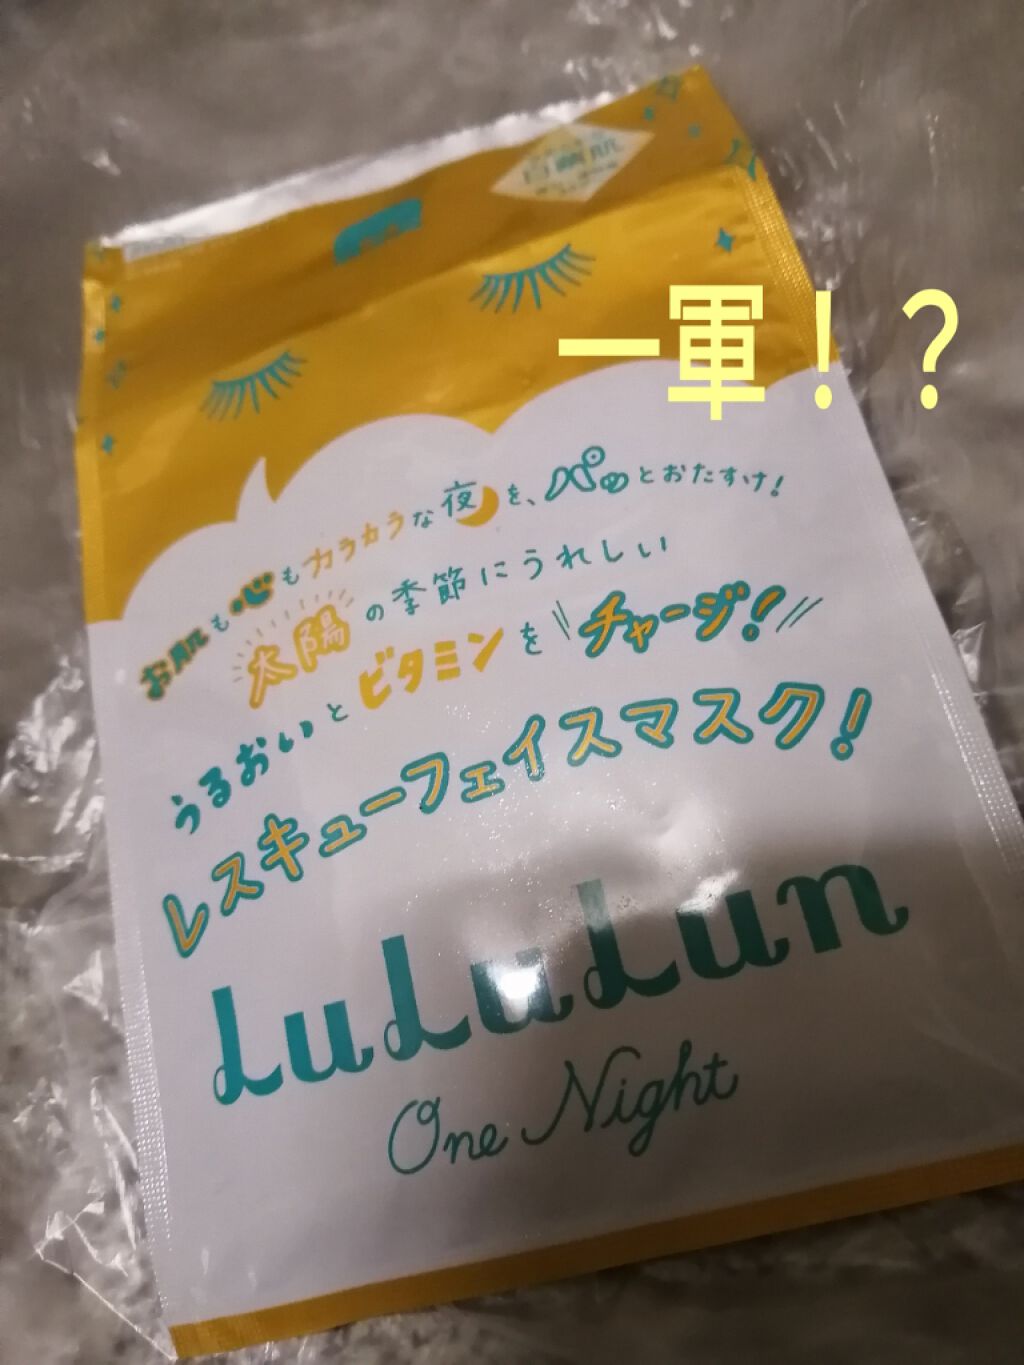 白繭肌
一軍！？
お肌も心もカラカラな夜を、パッとおたすけ！
太陽の季節にうれしい
うるおいとビタミンをチャージ！
レスキューフェイスマスク！
LuLuLun
One Night